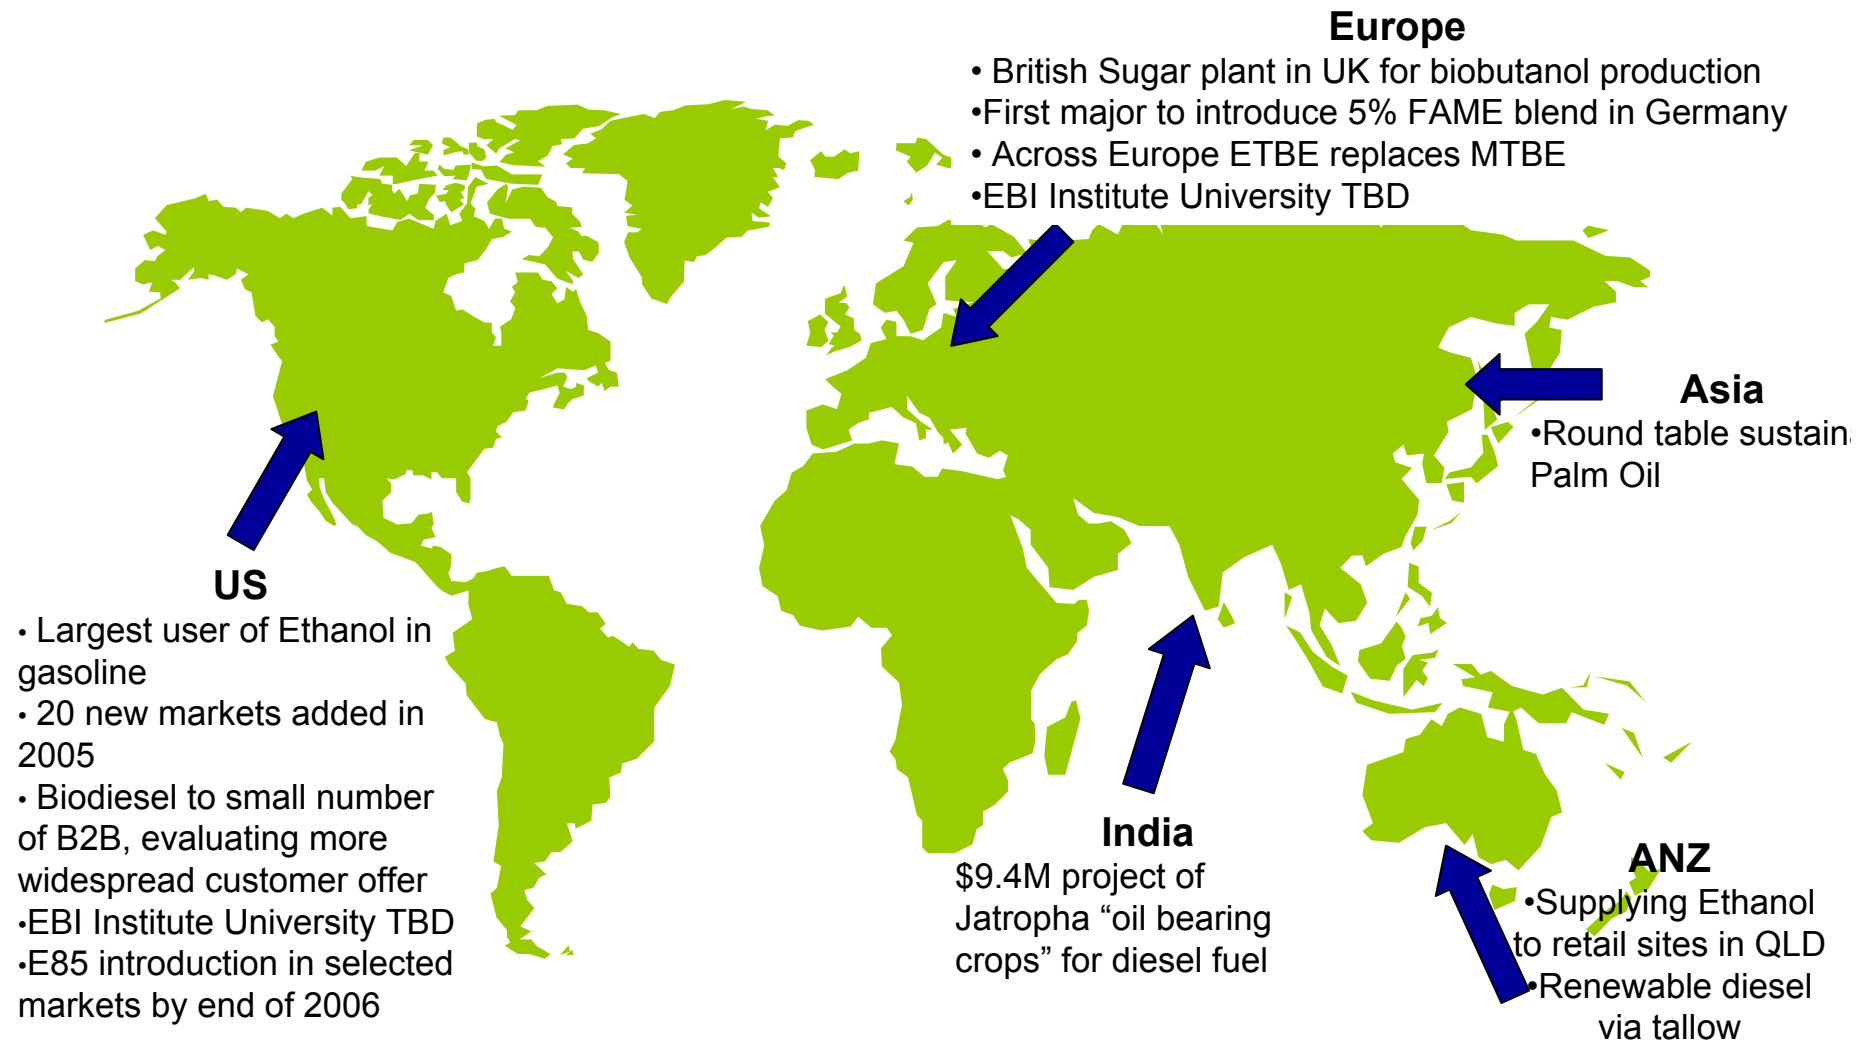 Europe
• British Sugar plant in UK for biobutanol production
•First major to introduce 5% FAME blend in Germany
• Across Europe ETBE replaces MTBE
•EBI Institute University TBD
Asia
•Round table
Palm Oil
US
• Largest user of Ethanol in
gasoline
• 20 new markets added in
2005
• Biodiesel to small number
of B2B, evaluating more
widespread customer offer
•EBI Institute University TBD
•E85 introduction in selected
markets by end of 2006
India
$9.4M project of
Jatropha “oil bearing
crops” for diesel fuel
ANZ
•Supplying Ethanol
to retail sites in QLD
•Renewable diesel
via tallow